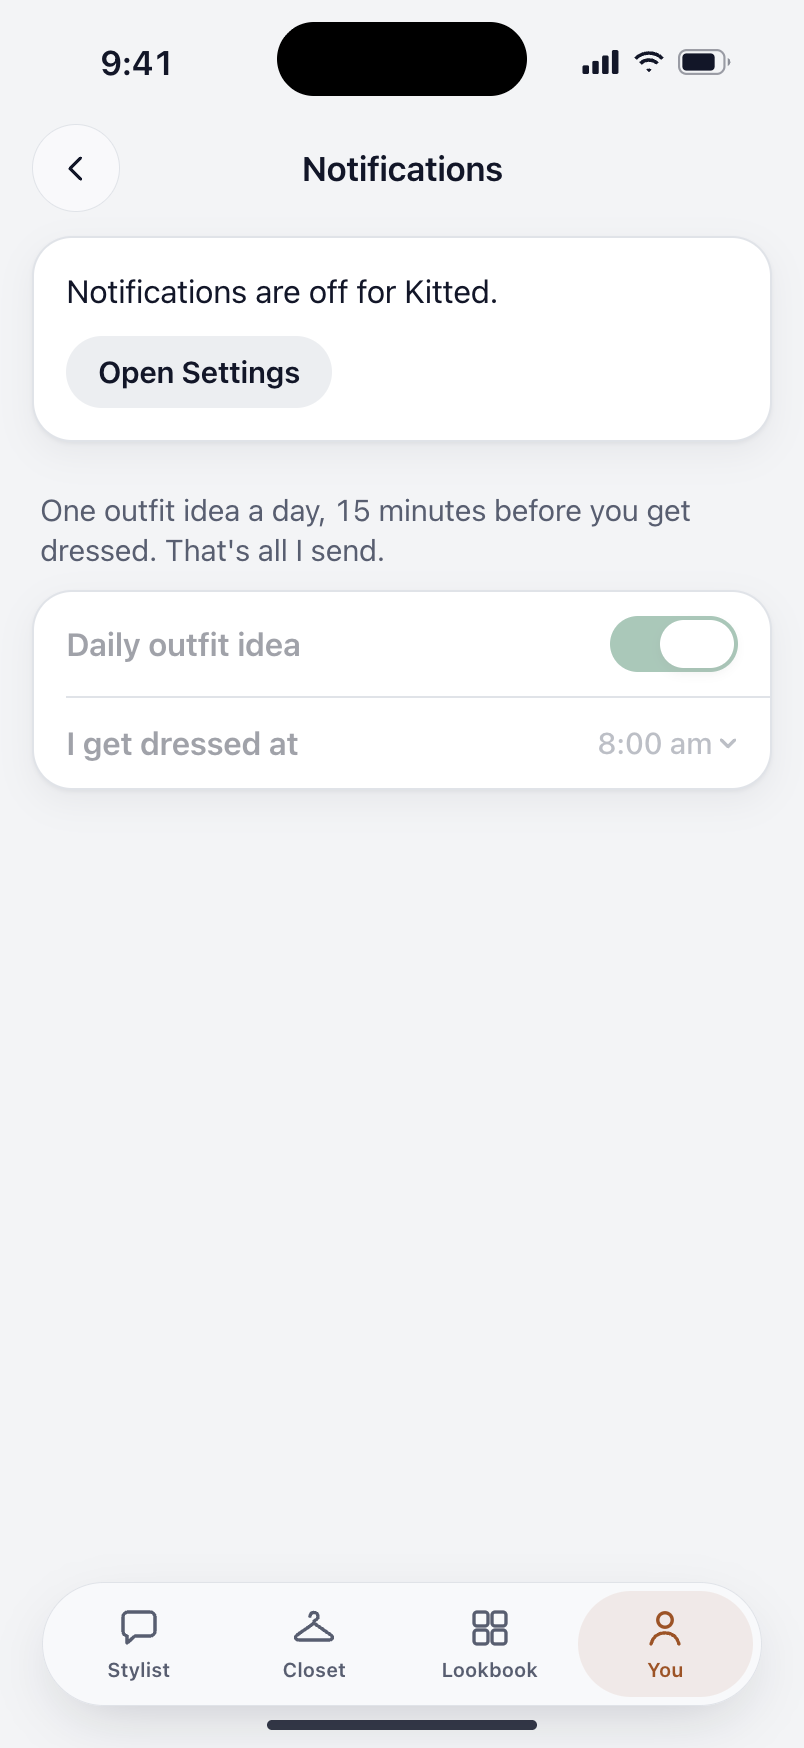 9:41
Notifications
Notifications are off for Kitted.
Open Settings
One outfit idea a day, 15 minutes before you get
dressed. That's all I send.
Daily outfit idea
I get dressed at
8:00 am
Stylist
Closet
Lookbook
You